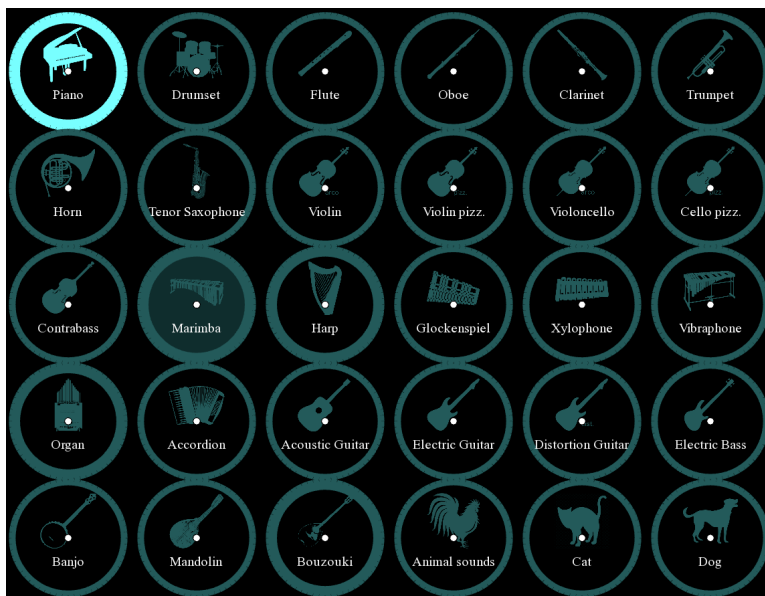 Piano
Drumset
Flute
Oboe
Clarinet
Trumpet
Horn
Tenor Saxophone
Violin
Violin pizz.
Violoncello
Cello pizz.
Contrabass
Marimba
Harp
Glockenspiel
Xylophone
Vibraphone
Organ
Accordion
Acoustic Guitar
Electric Guitar
Distortion Guitar
Electric Bass
Banjo
Mandolin
Bouzouki
Animal sounds
Cat
Dog